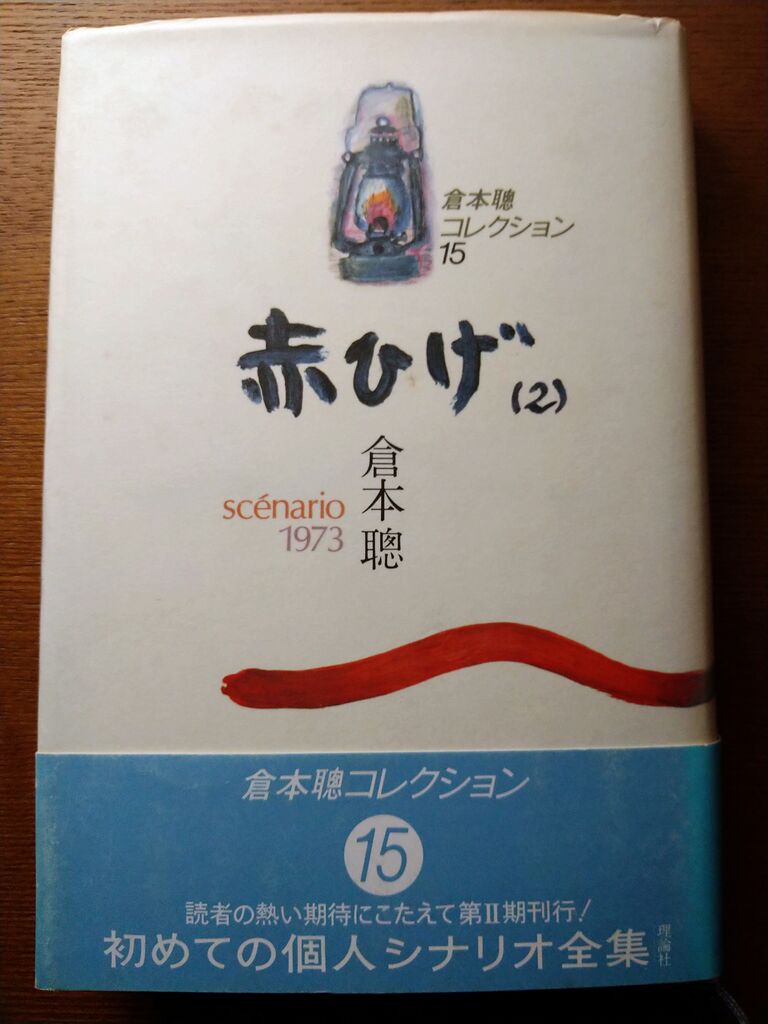 倉本聰
コレクション
15
赤ひげ(2)
倉本聰
scénario
1973
倉本聰コレクション
15
読者の熱い期待にこたえて第Ⅱ期刊行!
初めての個人シナリオ全集
理論社